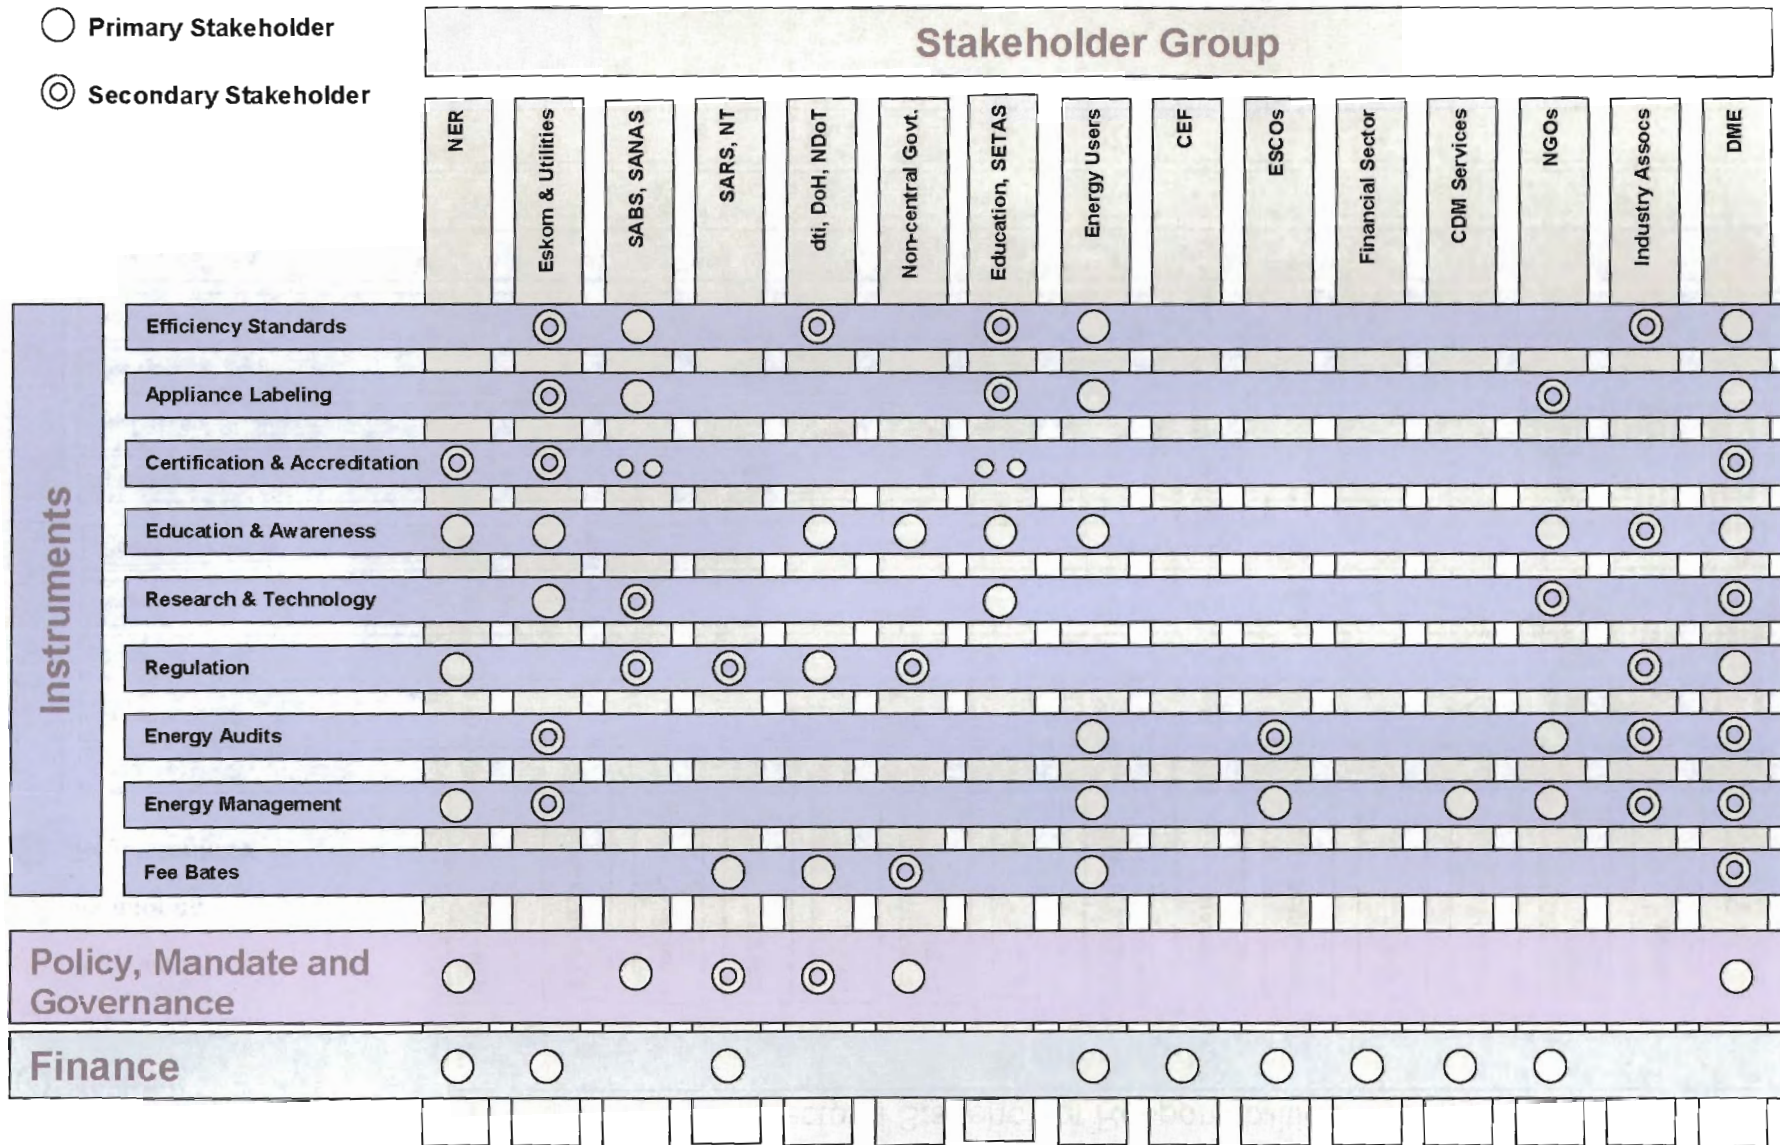 Primary Stakeholder
Secondary Stakeholder
Stakeholder Group
NER
Eskom & Utilities
SABS, SANAS
SARS, NT
dti, DoH, NDoT
Non-central Govt.
Education, SETAS
Energy Users
CEF
ESCOs
Financial Sector
CDM Services
NGOs
Industry Assocs
DME
Instruments
Efficiency Standards
Appliance Labeling
Certification & Accreditation
Education & Awareness
Research & Technology
Regulation
Energy Audits
Energy Management
Fee Bates
Policy, Mandate and
Governance
Finance